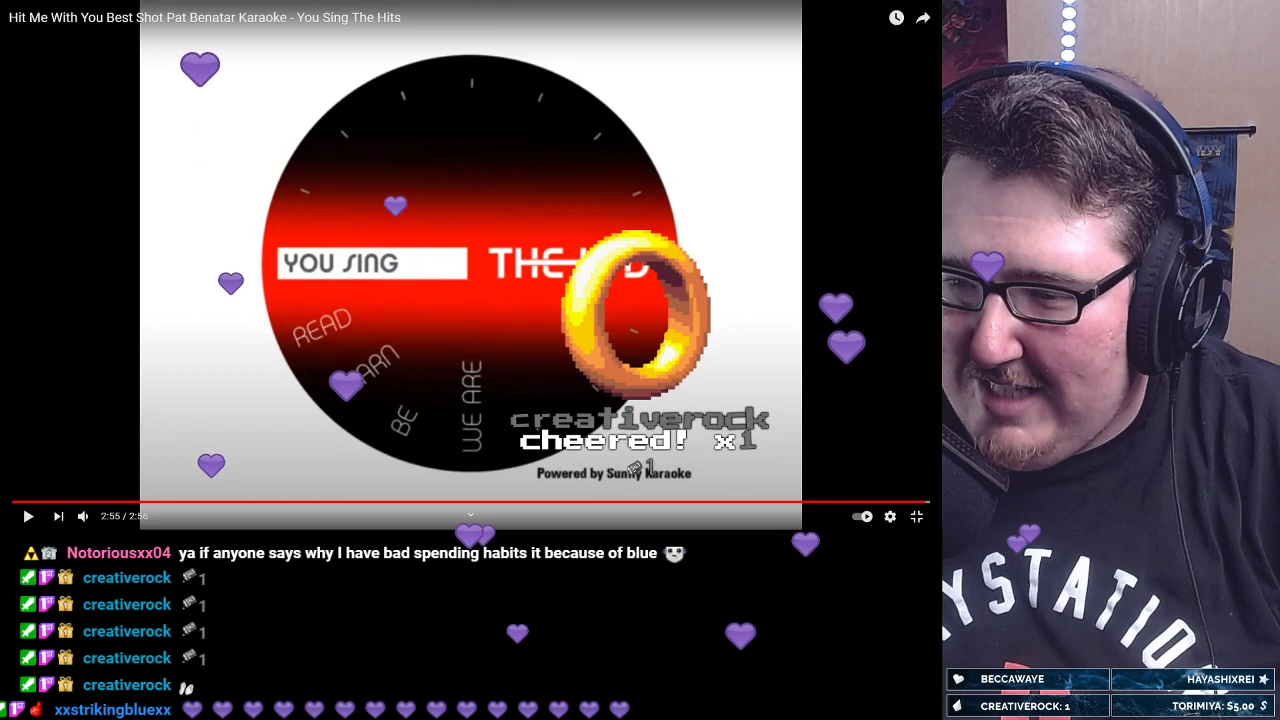 Hit Me With You Best Shot Pat Benatar Karaoke - You Sing The Hits
YOU SING
THE
READ
BE
WE ARE
creativerock
cheered! x1
1
Powered by Sunfly Karaoke
2:55 / 2:56
Notoriousxx04 ya if anyone says why I have bad spending habits it because of blue
creativerock 1
creativerock 1
creativerock 1
creativerock 1
creativerock
xxstrikingbluexx
BECCAWAYE
HAYASHIXREI
CREATIVEROCK: 1
TORIMIYA: $5.00